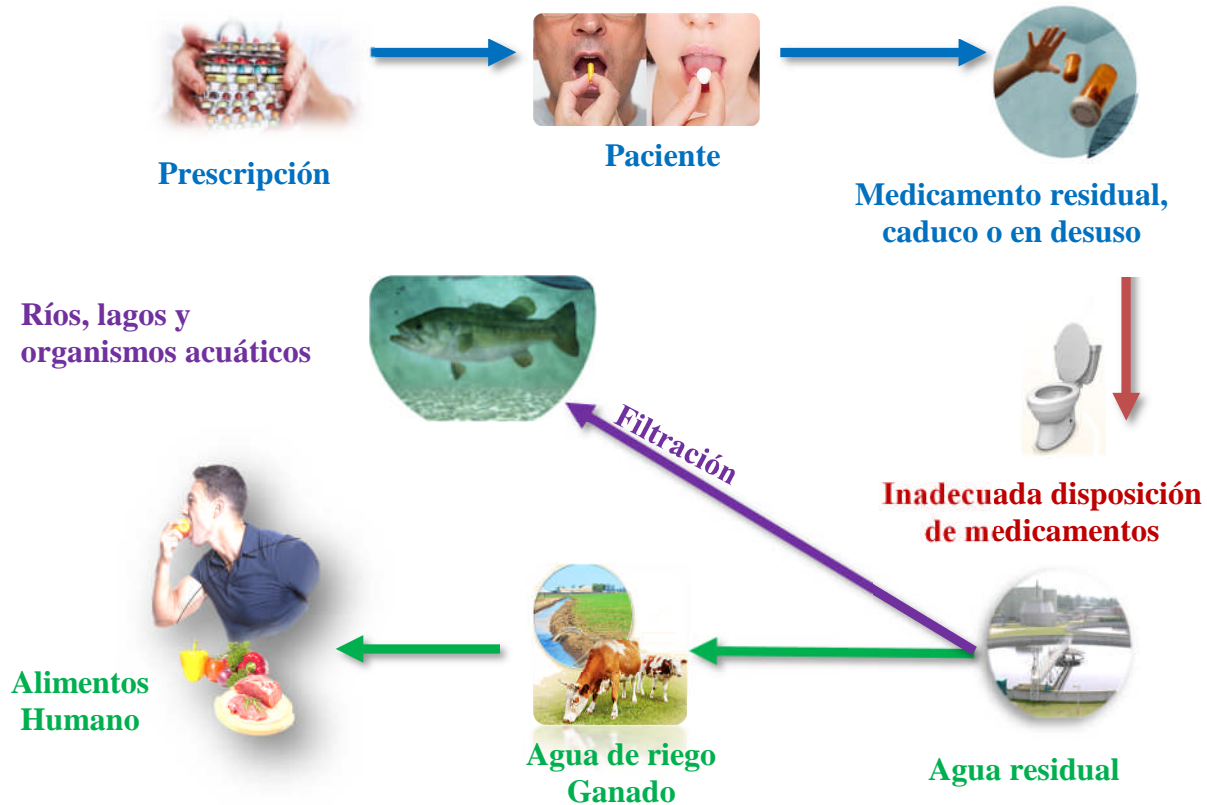 Prescripción
Paciente
Medicamento residual,
caduco o en desuso
Ríos, lagos y
organismos acuáticos
Filtración
Inadecuada disposición
de medicamentos
Alimentos
Humano
Agua de riego
Ganado
Agua residual